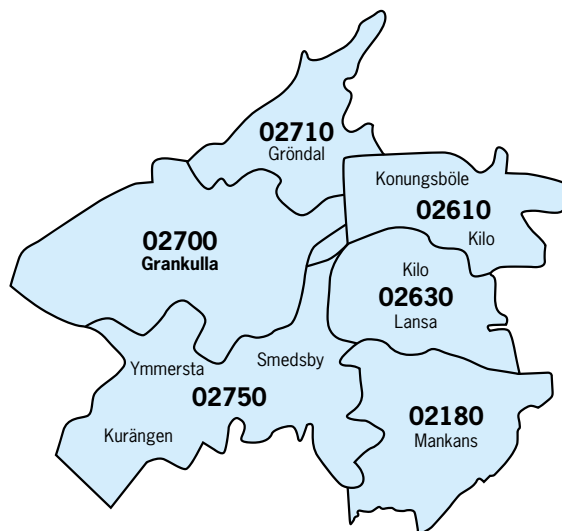 02710
Gröndal
Konungsböle
02610
Kilo
02700
Grankulla
Kilo
02630
Lansa
Ymmersta
Smedsby
02750
Kurängen
02180
Mankans